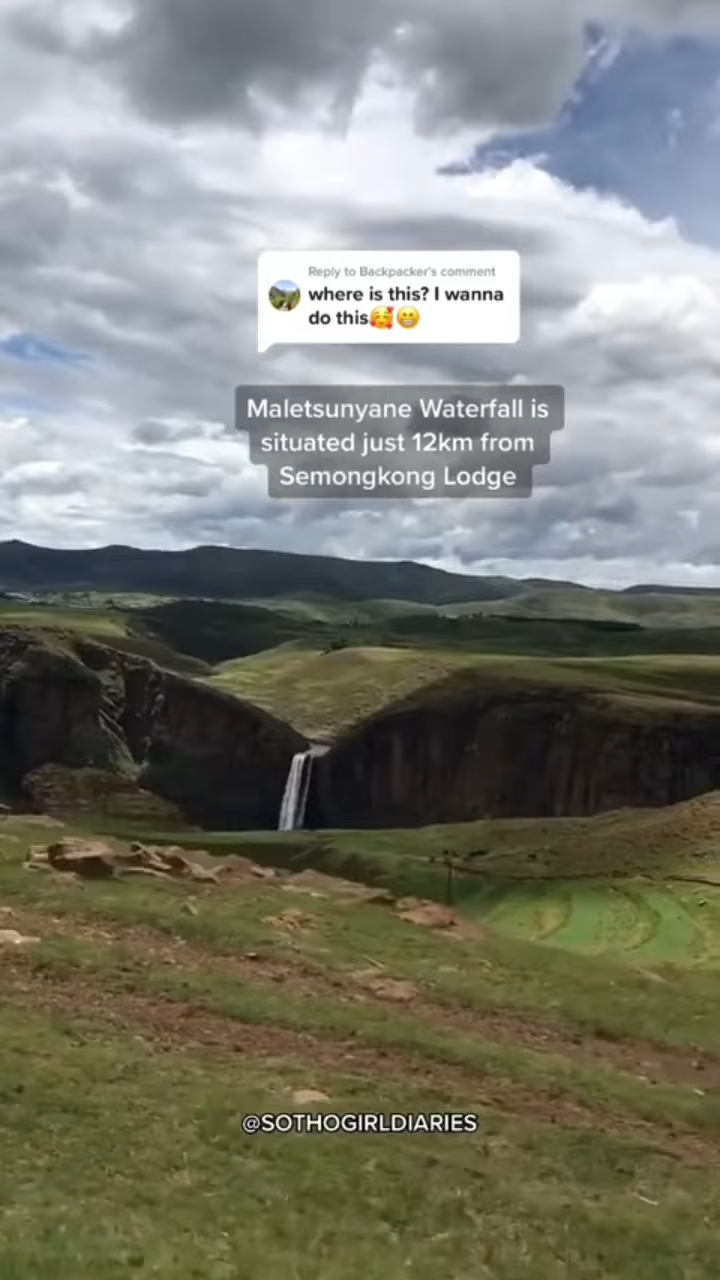 Reply to Backpacker's comment
where is this? I wanna
do this🥰😁
Maletsunyane Waterfall is
situated just 12km from
Semongkong Lodge
@SOTHOGIRLDIARIES